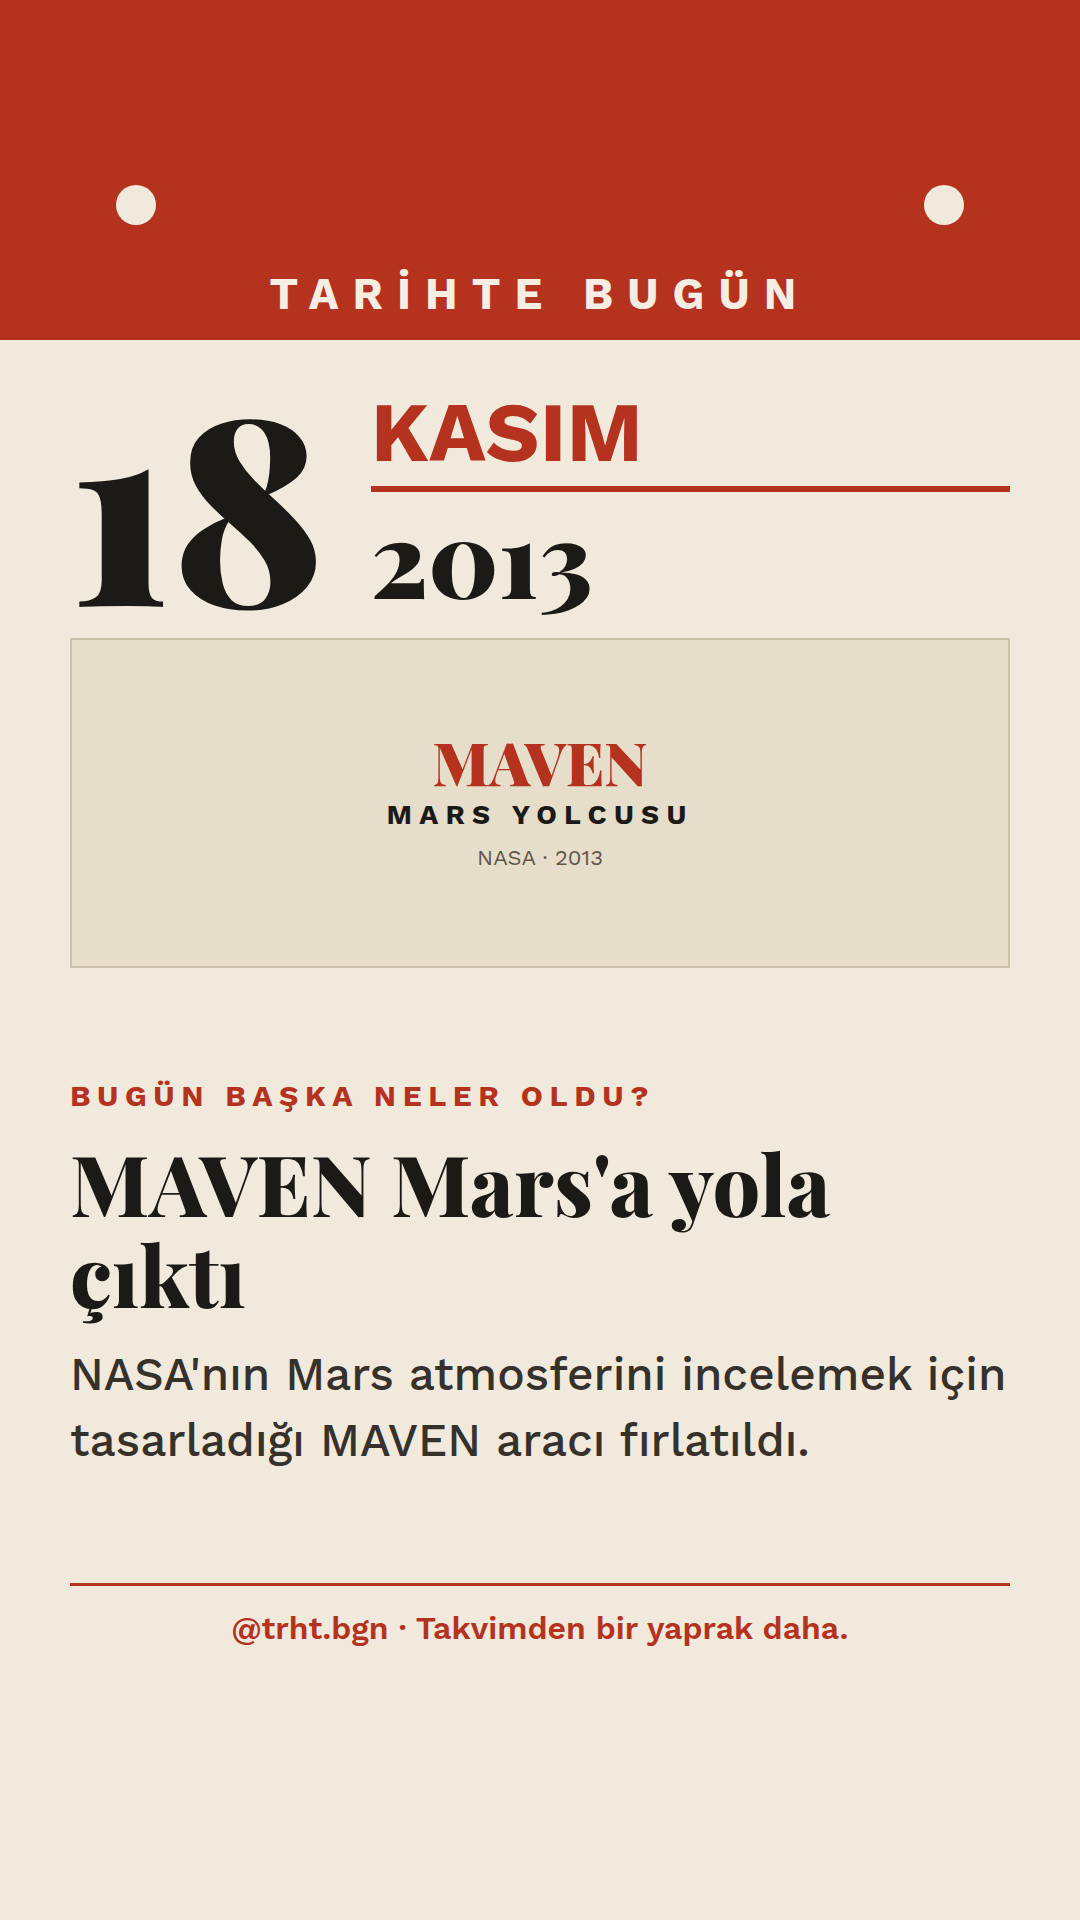 TARİHTE BUGÜN
18
KASIM
2013
MAVEN
MARS YOLCUSU
NASA · 2013
BUGÜN BAŞKA NELER OLDU?
MAVEN Mars'a yola
çıktı
NASA'nın Mars atmosferini incelemek için
tasarladığı MAVEN aracı fırlatıldı.
@trht.bgn · Takvimden bir yaprak daha.